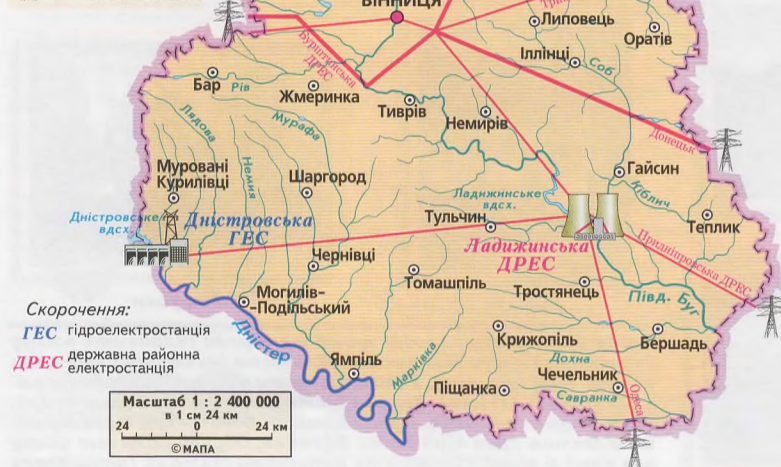 ВІННИЦЯ
Липовець
Оратів
Іллінці
Соб
Бурштинська
ДРЕС
Бар
Рів
Жмеринка
Тиврів
Немирів
Донецьк
Лядова
Мурафа
Немия
Муровані
Курилівці
Шаргород
Гайсин
Кіблич
Ладижинське
вдсх.
Теплик
Дністровське
вдсх.
Дністровська
ГЕС
Тульчин
Ладижинська
ДРЕС
Придніпровська ДРЕС
Чернівці
Томашпіль
Тростянець
Півд. Буг
Могилів-
-Подільський
Дністер
Крижопіль
Бершадь
Ямпіль
Марківка
Дохна
Чечельник
Піщанка
Савранка
Одеса
Скорочення:
ГЕС гідроелектростанція
ДРЕС державна районна
електростанція
Масштаб 1 : 2 400 000
в 1 см 24 км
24 0 24 км
©МАПА